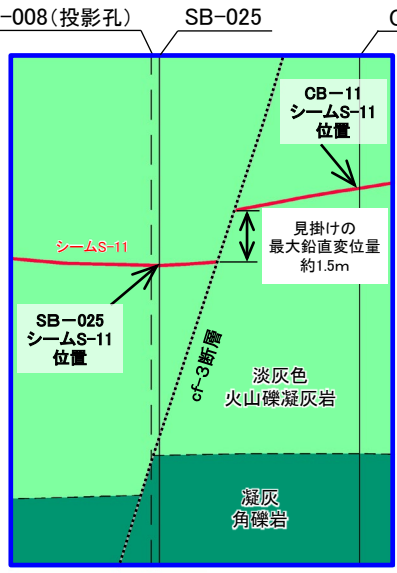 -008(投影孔)
SB-025
CB-11
シームS-11
位置
シームS-11
見掛けの
最大鉛直変位量
約1.5m
SB-025
シームS-11
位置
cf-3断層
淡灰色
火山礫凝灰岩
凝灰
角礫岩